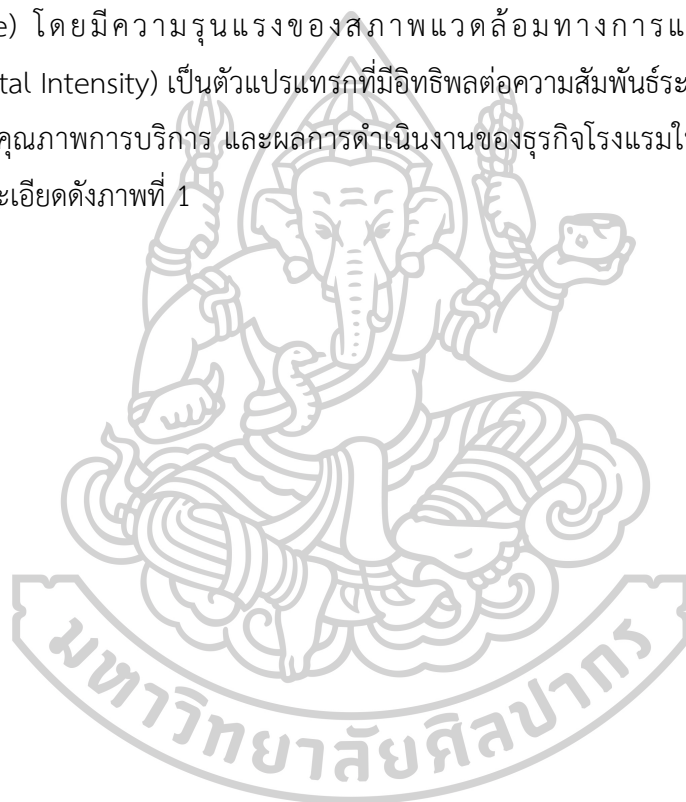 e) โดยมีความรุนแรงของสภาพแวดล้อมทางการแ
tal Intensity) เป็นตัวแปรแทรกที่มีอิทธิพลต่อความสัมพันธ์ระ
คุณภาพการบริการ และผลการดำเนินงานของธุรกิจโรงแรมใ
ะเอียดดังภาพที่ 1
มหาวิทยาลัยศิลปากร